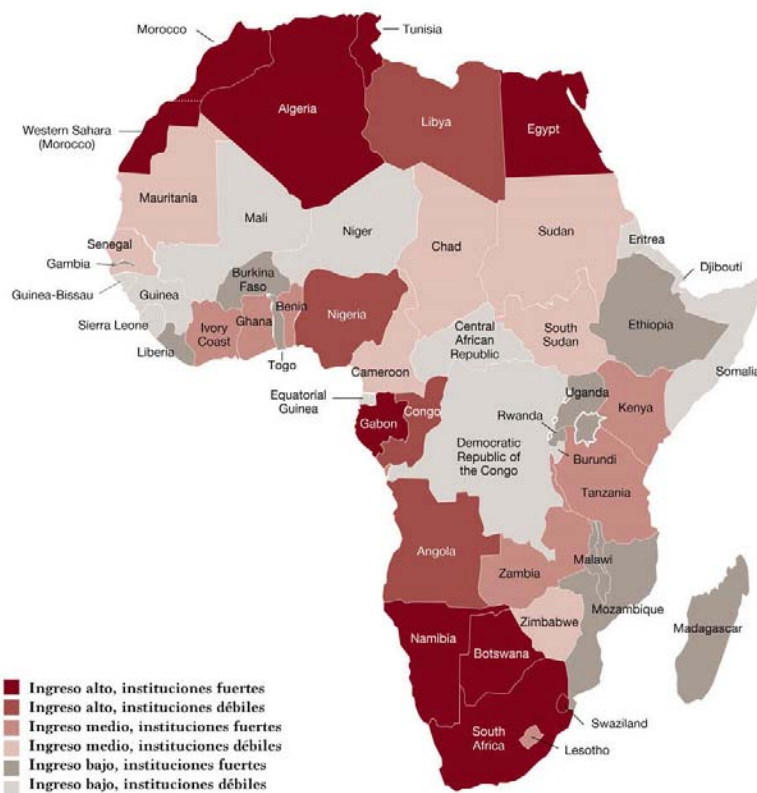 Morocco
Tunisia
Algeria
Libya
Egypt
Western Sahara
(Morocco)
Mauritania
Mali
Niger
Chad
Sudan
Eritrea
Senegal
Gambia
Djibouti
Guinea-Bissau
Guinea
Burkina
Faso
Benin
Nigeria
Sierra Leone
Ivory
Coast
Ghana
Central
African
Republic
South
Sudan
Ethiopia
Liberia
Togo
Cameroon
Somalia
Equatorial
Guinea
Uganda
Kenya
Gabon
Congo
Rwanda
Democratic
Republic of
the Congo
Burundi
Tanzania
Angola
Zambia
Malawi
Mozambique
Zimbabwe
Madagascar
Namibia
Botswana
Swaziland
South
Africa
Lesotho
Ingreso alto, instituciones fuertes
Ingreso alto, instituciones débiles
Ingreso medio, instituciones fuertes
Ingreso medio, instituciones débiles
Ingreso bajo, instituciones fuertes
Ingreso bajo, instituciones débiles